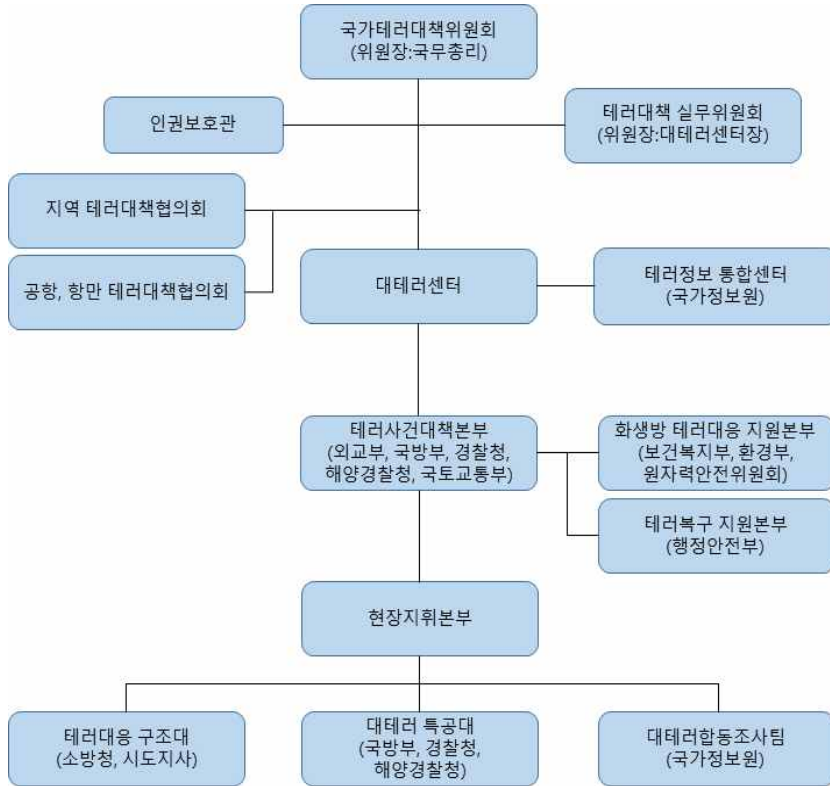 국가테러대책위원회
(위원장:국무총리)
인권보호관
테러대책 실무위원회
(위원장:대테러센터장)
지역 테러대책협의회
공항, 항만 테러대책협의회
대테러센터
테러정보 통합센터
(국가정보원)
테러사건대책본부
(외교부, 국방부, 경찰청,
해양경찰청, 국토교통부)
화생방 테러대응 지원본부
(보건복지부, 환경부,
원자력안전위원회)
테러복구 지원본부
(행정안전부)
현장지휘본부
테러대응 구조대
(소방청, 시도지사)
대테러 특공대
(국방부, 경찰청,
해양경찰청)
대테러합동조사팀
(국가정보원)